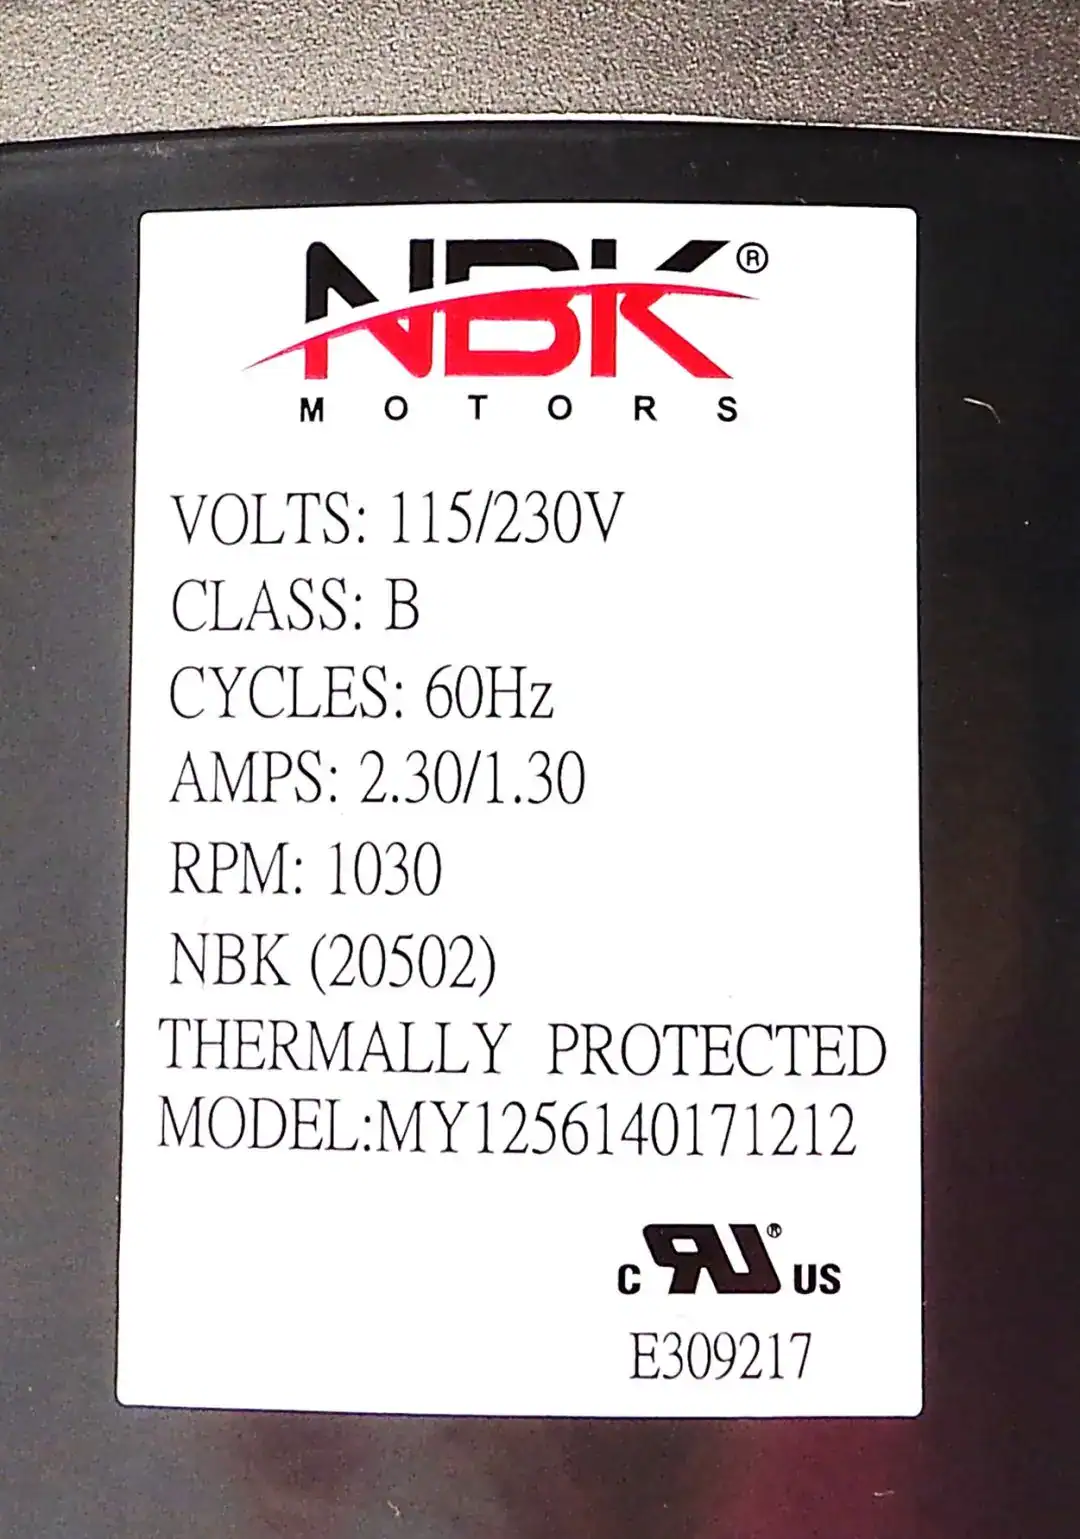 NBK®
MOTORS
VOLTS: 115/230V
CLASS: B
CYCLES: 60Hz
AMPS: 2.30/1.30
RPM: 1030
NBK (20502)
THERMALLY PROTECTED
MODEL:MY1256140171212
c RU® US
E309217